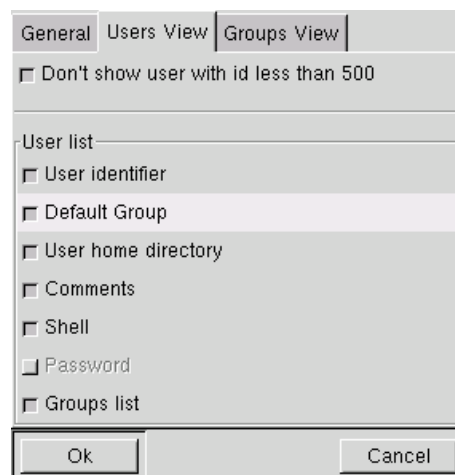 General Users View Groups View
Don't show user with id less than 500
User list
User identifier
Default Group
User home directory
Comments
Shell
Password
Groups list
Ok Cancel